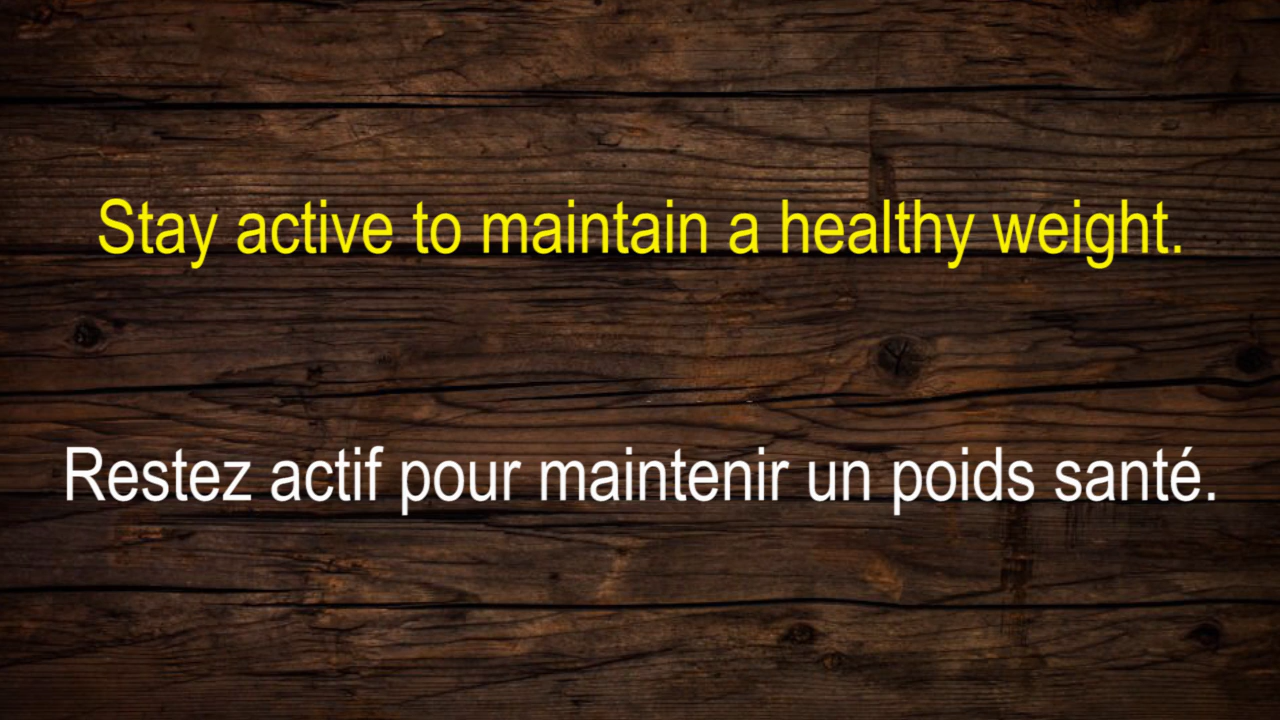 Stay active to maintain a healthy weight.
Restez actif pour maintenir un poids santé.